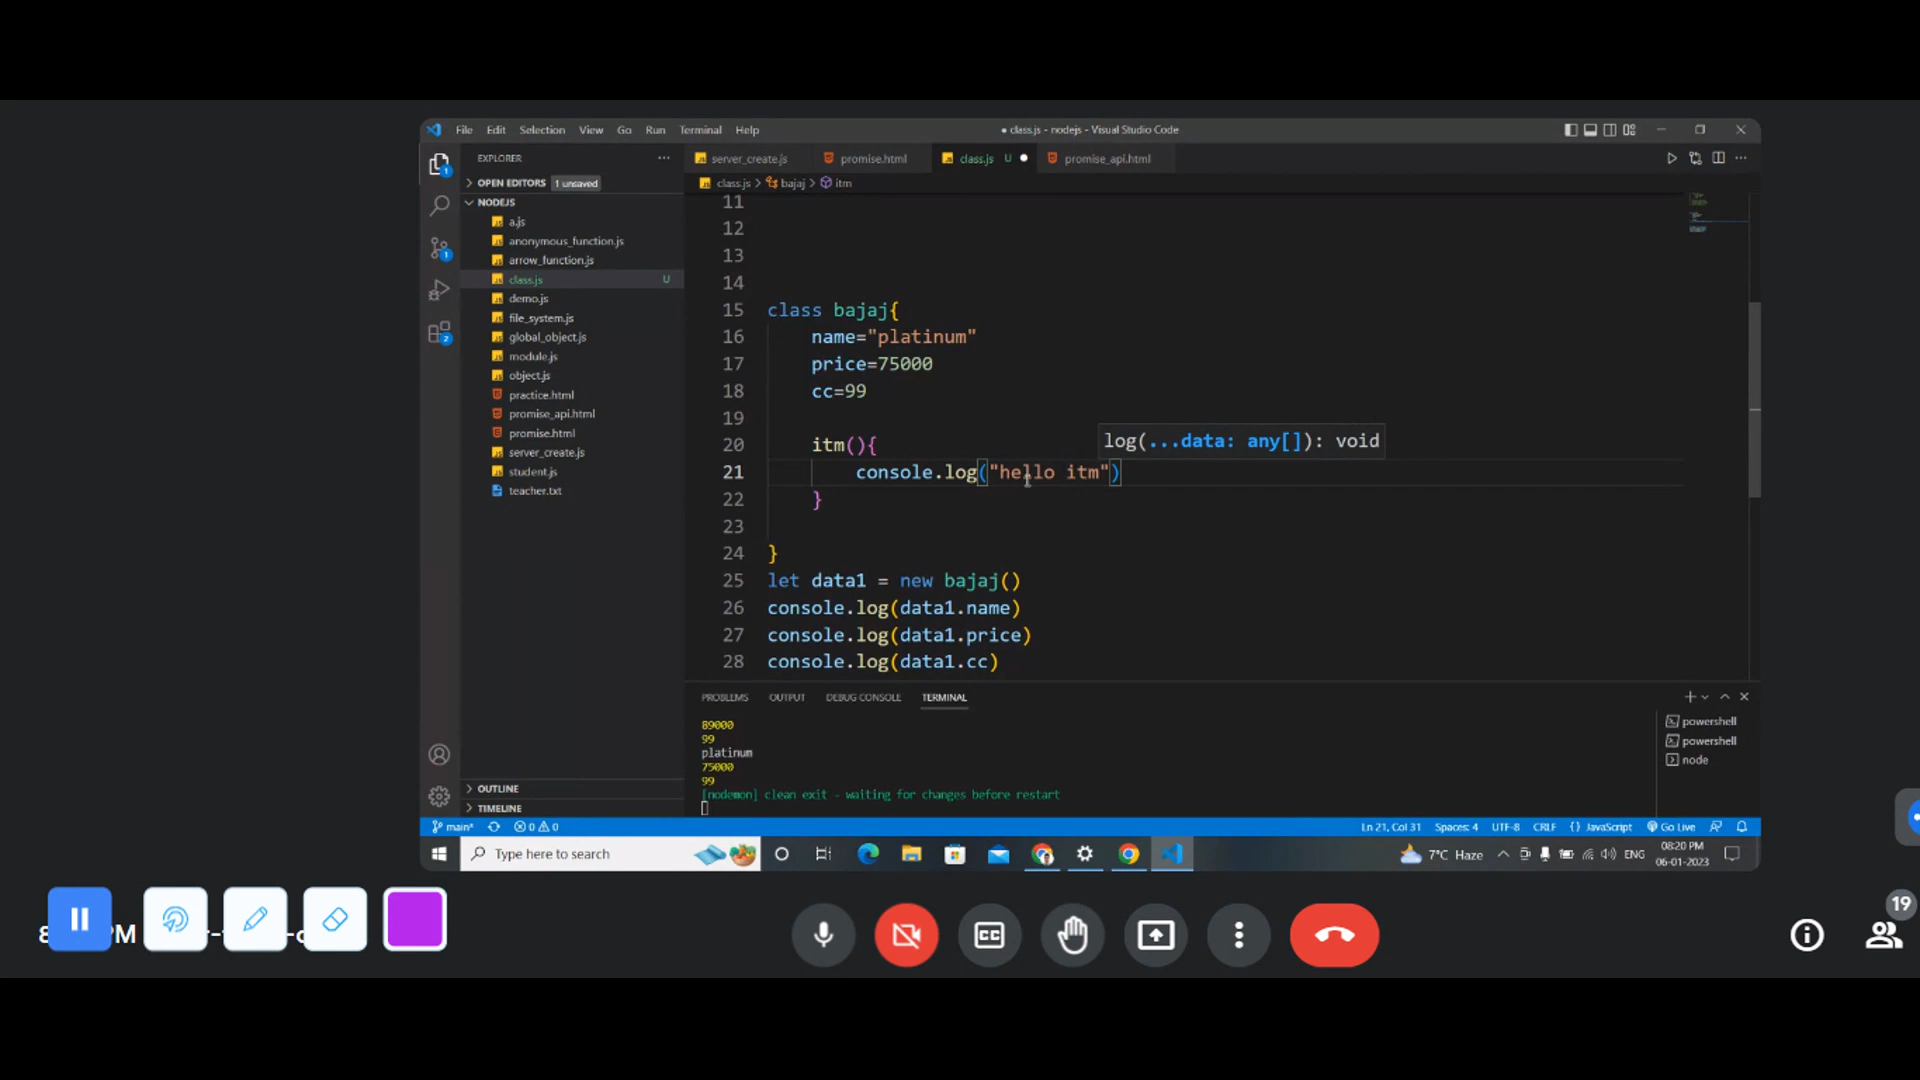 File Edit Selection View Go Run Terminal Help
● class.js - nodejs - Visual Studio Code
EXPLORER ...
server_create.js
promise.html
class.js U ●
promise_api.html
OPEN EDITORS 1 unsaved
class.js > bajaj > itm
NODEJS
a.js
anonymous_function.js
arrow_function.js
class.js U
demo.js
file_system.js
global_object.js
module.js
object.js
practice.html
promise_api.html
promise.html
server_create.js
student.js
teacher.txt
11
12
13
14
15 class bajaj{
16 name="platinum"
17 price=75000
18 cc=99
19
20 itm(){
log(...data: any[]): void
21 console.log("hello itm")
22 }
23
24 }
25 let data1 = new bajaj()
26 console.log(data1.name)
27 console.log(data1.price)
28 console.log(data1.cc)
PROBLEMS OUTPUT DEBUG CONSOLE TERMINAL
89000
99
platinum
75000
99
[nodemon] clean exit - waiting for changes before restart
powershell
powershell
node
OUTLINE
TIMELINE
main* 0 0
Ln 21, Col 31 Spaces: 4 UTF-8 CRLF {} JavaScript Go Live
Type here to search
7°C Haze
ENG
08:20 PM
06-01-2023
1
1
2
CC
19